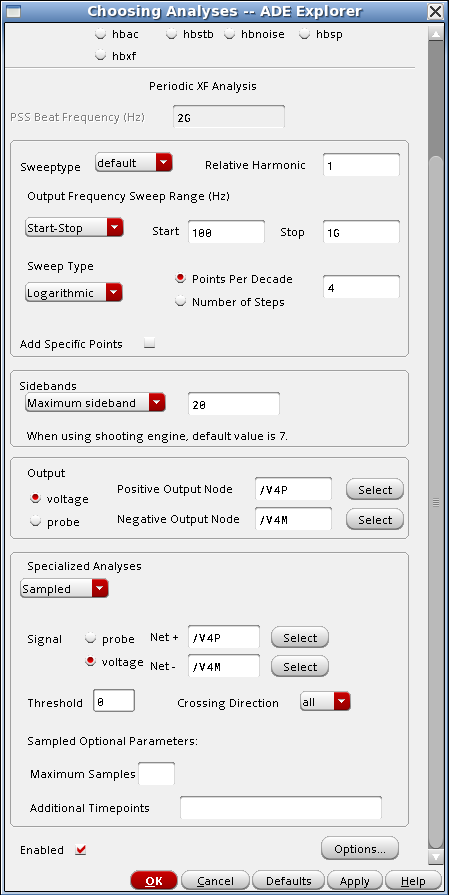 Choosing Analyses -- ADE Explorer
hbac hbstb hbnoise hbsp
hbxf
Periodic XF Analysis
PSS Beat Frequency (Hz) 2G
Sweeptype default Relative Harmonic 1
Output Frequency Sweep Range (Hz)
Start-Stop Start 100 Stop 1G
Sweep Type
Logarithmic Points Per Decade 4
Number of Steps
Add Specific Points
Sidebands
Maximum sideband 20
When using shooting engine, default value is 7.
Output
voltage Positive Output Node /V4P Select
probe Negative Output Node /V4M Select
Specialized Analyses
Sampled
Signal probe Net + /V4P Select
voltage Net - /V4M Select
Threshold 0 Crossing Direction all
Sampled Optional Parameters:
Maximum Samples
Additional Timepoints
Enabled Options...
OK Cancel Defaults Apply Help